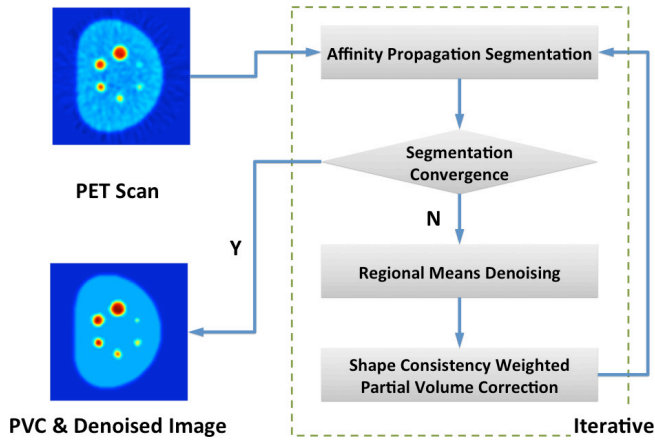 Affinity Propagation Segmentation
PET Scan
Segmentation
Convergence
N
Y
Regional Means Denoising
Shape Consistency Weighted
Partial Volume Correction
PVC & Denoised Image
Iterative